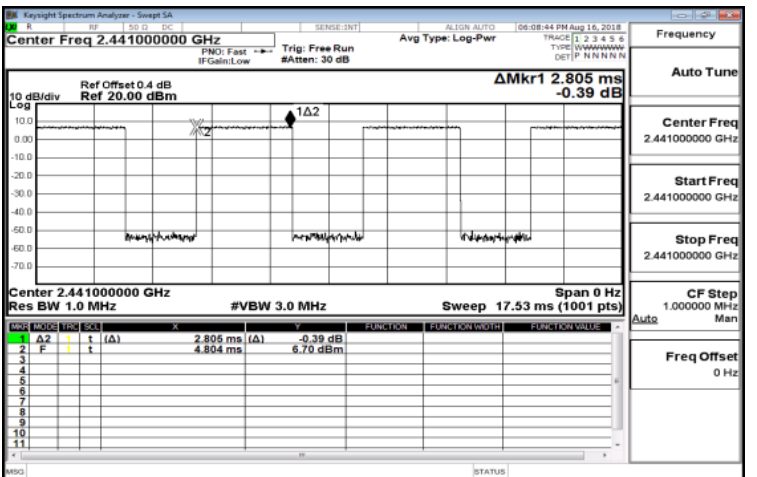 Keysight Spectrum Analyzer - Swept SA
R RF 50 Ω DC SENSE:INT ALIGN AUTO 06:08:44 PM Aug 16, 2018
Center Freq 2.441000000 GHz
PNO: Fast
IFGain:Low
Trig: Free Run
#Atten: 30 dB
Avg Type: Log-Pwr
TRACE 1 2 3 4 5 6
TYPE WWWWWW
DET P N N N N N
Ref Offset 0.4 dB
10 dB/div Ref 20.00 dBm
Log
ΔMkr1 2.805 ms
-0.39 dB
10.0
0.00
-10.0
-20.0
-30.0
-40.0
-50.0
-60.0
-70.0
2
1Δ2
Center 2.441000000 GHz Span 0 Hz
Res BW 1.0 MHz #VBW 3.0 MHz Sweep 17.53 ms (1001 pts)
MKR MODE TRC SCL X Y FUNCTION FUNCTION WIDTH FUNCTION VALUE
1 Δ2 1 t (Δ) 2.805 ms (Δ) -0.39 dB
2 F 1 t 4.804 ms 6.70 dBm
3
4
5
6
7
8
9
10
11
MSG STATUS
Frequency
Auto Tune
Center Freq
2.441000000 GHz
Start Freq
2.441000000 GHz
Stop Freq
2.441000000 GHz
CF Step
1.000000 MHz
Auto Man
Freq Offset
0 Hz